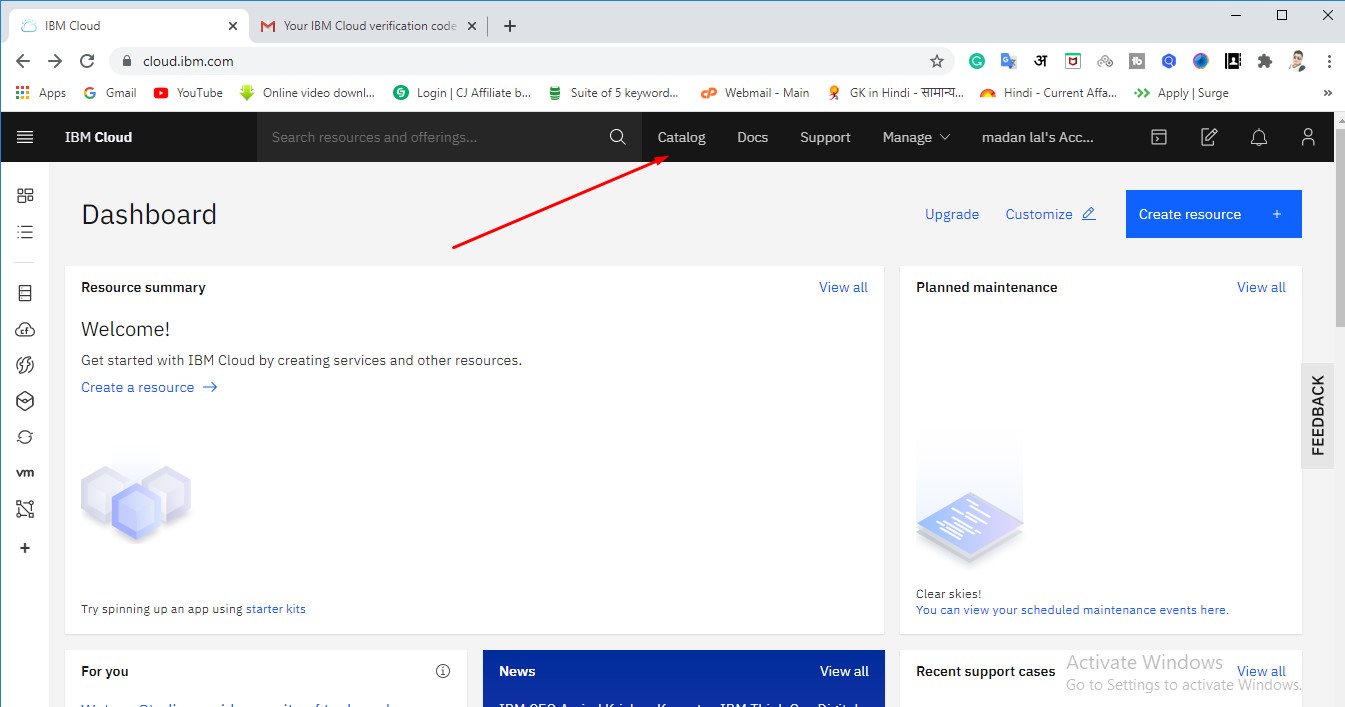 IBM Cloud
Your IBM Cloud verification code
cloud.ibm.com
Apps
Gmail
YouTube
Online video downl...
Login | CJ Affiliate b...
Suite of 5 keyword...
cP Webmail - Main
GK in Hindi - सामान्य...
Hindi - Current Affa...
Apply | Surge
IBM Cloud
Search resources and offerings...
Catalog
Docs
Support
Manage
madan lal's Acc...
Dashboard
Upgrade
Customize
Create resource +
Resource summary
View all
Welcome!
Get started with IBM Cloud by creating services and other resources.
Create a resource
Try spinning up an app using starter kits
Planned maintenance
View all
Clear skies!
You can view your scheduled maintenance events here.
FEEDBACK
cf
vm
For you
News
View all
Recent support cases
View all
Activate Windows
Go to Settings to activate Windows.